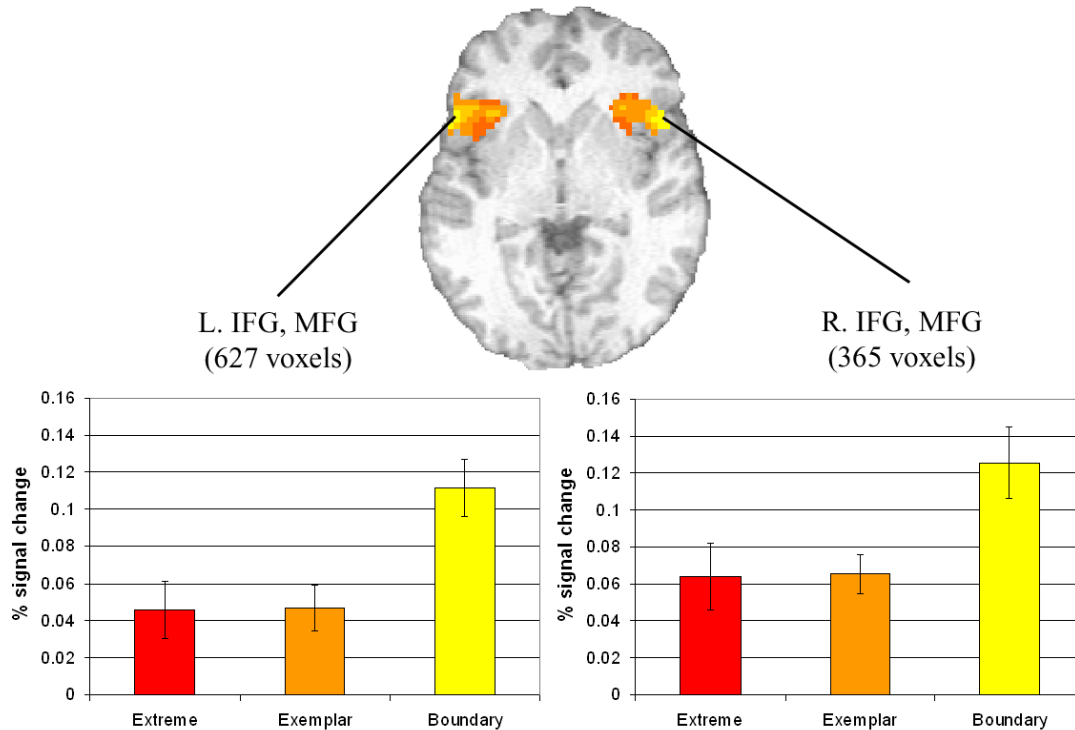 L. IFG, MFG
(627 voxels)
R. IFG, MFG
(365 voxels)
% signal change
0.16
0.14
0.12
0.1
0.08
0.06
0.04
0.02
0
Extreme Exemplar Boundary
% signal change
0.16
0.14
0.12
0.1
0.08
0.06
0.04
0.02
0
Extreme Exemplar Boundary